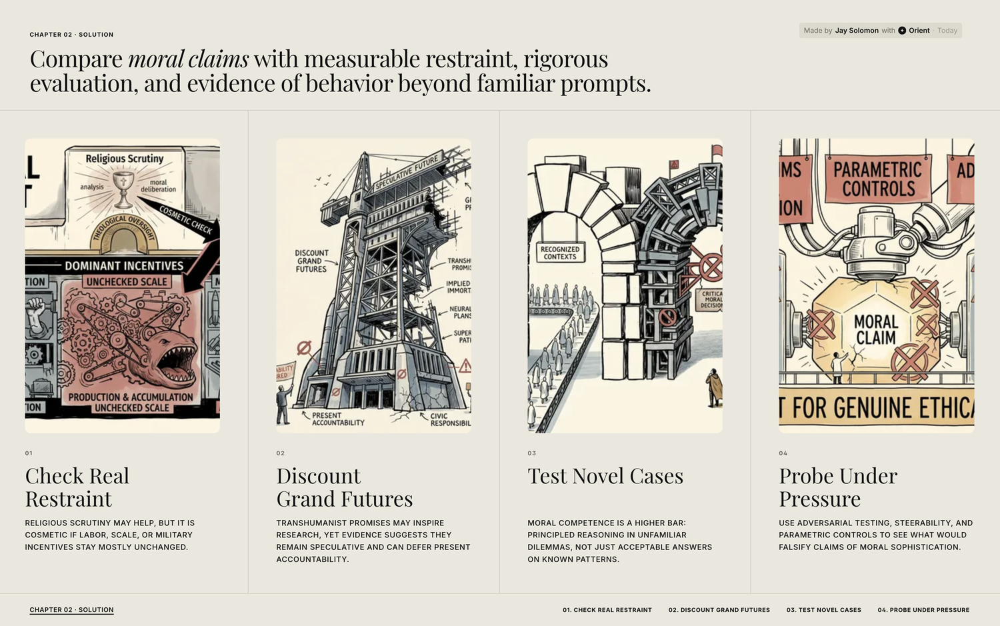 CHAPTER 02 · SOLUTION
Made by Jay Solomon with Orient · Today
Compare moral claims with measurable restraint, rigorous
evaluation, and evidence of behavior beyond familiar prompts.
Religious Scrutiny
analysis
moral
deliberation
COSMETIC CHECK
THEOLOGICAL OVERSIGHT
DOMINANT INCENTIVES
UNCHECKED SCALE
TION
PRODUCTION & ACCUMULATION
UNCHECKED SCALE
TION
01
Check Real
Restraint
RELIGIOUS SCRUTINY MAY HELP, BUT IT IS
COSMETIC IF LABOR, SCALE, OR MILITARY
INCENTIVES STAY MOSTLY UNCHANGED.
SPECULATIVE FUTURE
DISCOUNT
GRAND
FUTURES
TRANSH
PROMIS
IMPLIED
IMMORT
NEURAL
PLANS
SUPER
PATH
PRESENT
ACCOUNTABILITY
CIVIC
RESPONSIBIL
02
Discount
Grand Futures
TRANSHUMANIST PROMISES MAY INSPIRE
RESEARCH, YET EVIDENCE SUGGESTS THEY
REMAIN SPECULATIVE AND CAN DEFER PRESENT
ACCOUNTABILITY.
RECOGNIZED
CONTEXTS
CRITICA
MORAL
DECISION
03
Test Novel Cases
MORAL COMPETENCE IS A HIGHER BAR:
PRINCIPLED REASONING IN UNFAMILIAR
DILEMMAS, NOT JUST ACCEPTABLE ANSWERS
ON KNOWN PATTERNS.
MS
ION
PARAMETRIC
CONTROLS
AD
MORAL
CLAIM
T FOR GENUINE ETHICA
04
Probe Under
Pressure
USE ADVERSARIAL TESTING, STEERABILITY, AND
PARAMETRIC CONTROLS TO SEE WHAT WOULD
FALSIFY CLAIMS OF MORAL SOPHISTICATION.
CHAPTER 02 · SOLUTION
01. CHECK REAL RESTRAINT
02. DISCOUNT GRAND FUTURES
03. TEST NOVEL CASES
04. PROBE UNDER PRESSURE